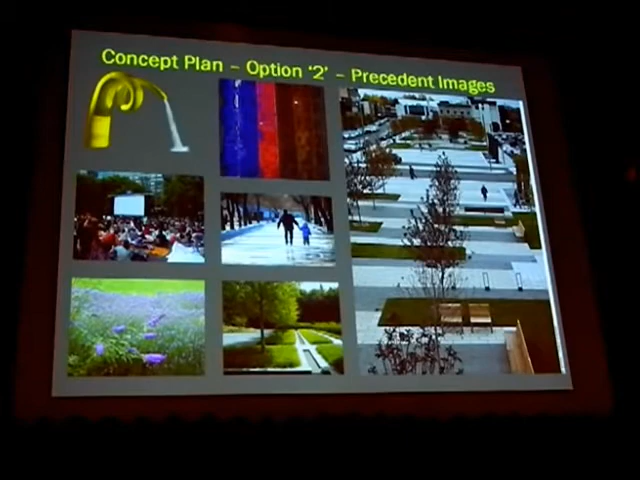 Concept Plan – Option ‘2’ – Precedent Images